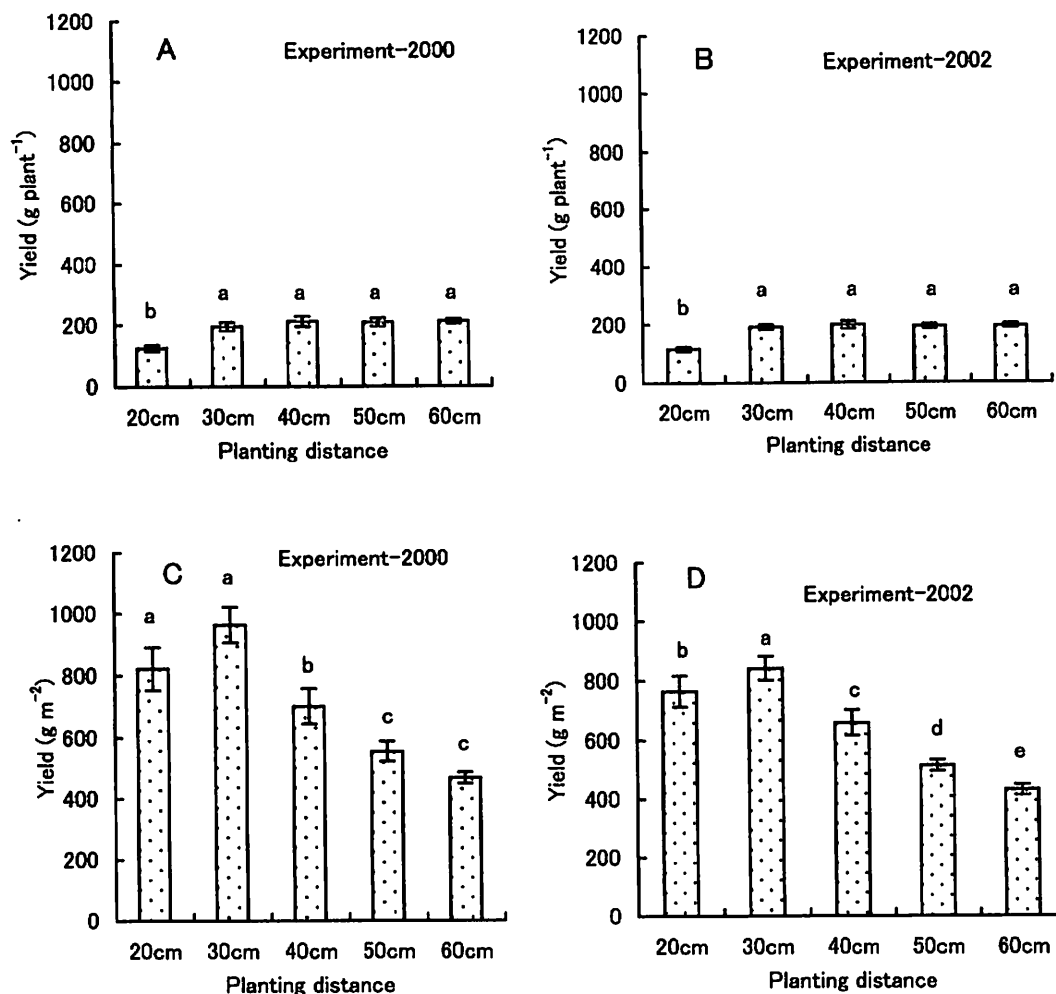 A
Experiment-2000
1200
1000
800
600
400
200
0
Yield (g plant⁻¹)
b
a
a
a
a
20cm 30cm 40cm 50cm 60cm
Planting distance
B
Experiment-2002
1200
1000
800
600
400
200
0
Yield (g plant⁻¹)
b
a
a
a
a
20cm 30cm 40cm 50cm 60cm
Planting distance
C
Experiment-2000
1200
1000
800
600
400
200
0
Yield (g m⁻²)
a
a
b
c
c
20cm 30cm 40cm 50cm 60cm
Planting distance
D
Experiment-2002
1200
1000
800
600
400
200
0
Yield (g m⁻²)
b
a
c
d
e
20cm 30cm 40cm 50cm 60cm
Planting distance